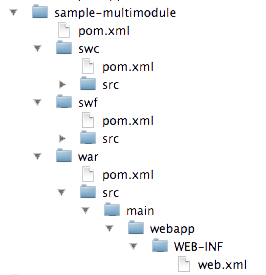 sample-multimodule
pom.xml
swc
pom.xml
src
swf
pom.xml
src
war
pom.xml
src
main
webapp
WEB-INF
web.xml